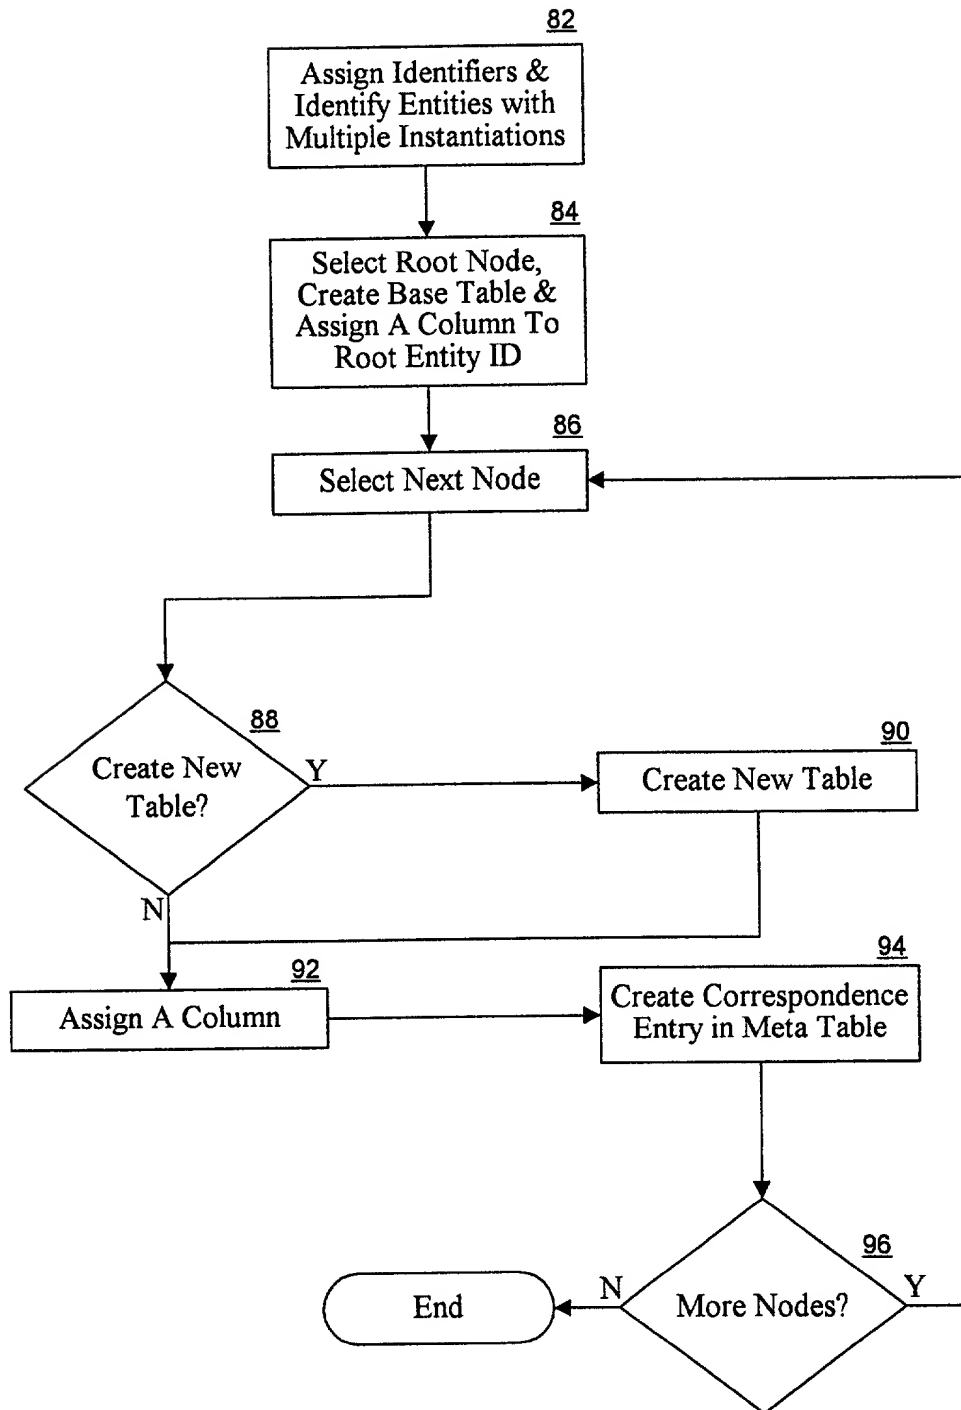 82
Assign Identifiers &
Identify Entities with
Multiple Instantiations
84
Select Root Node,
Create Base Table &
Assign A Column To
Root Entity ID
86
Select Next Node
88
Create New
Table?
Y
90
Create New Table
N
92
Assign A Column
94
Create Correspondence
Entry in Meta Table
96
More Nodes?
N
Y
End